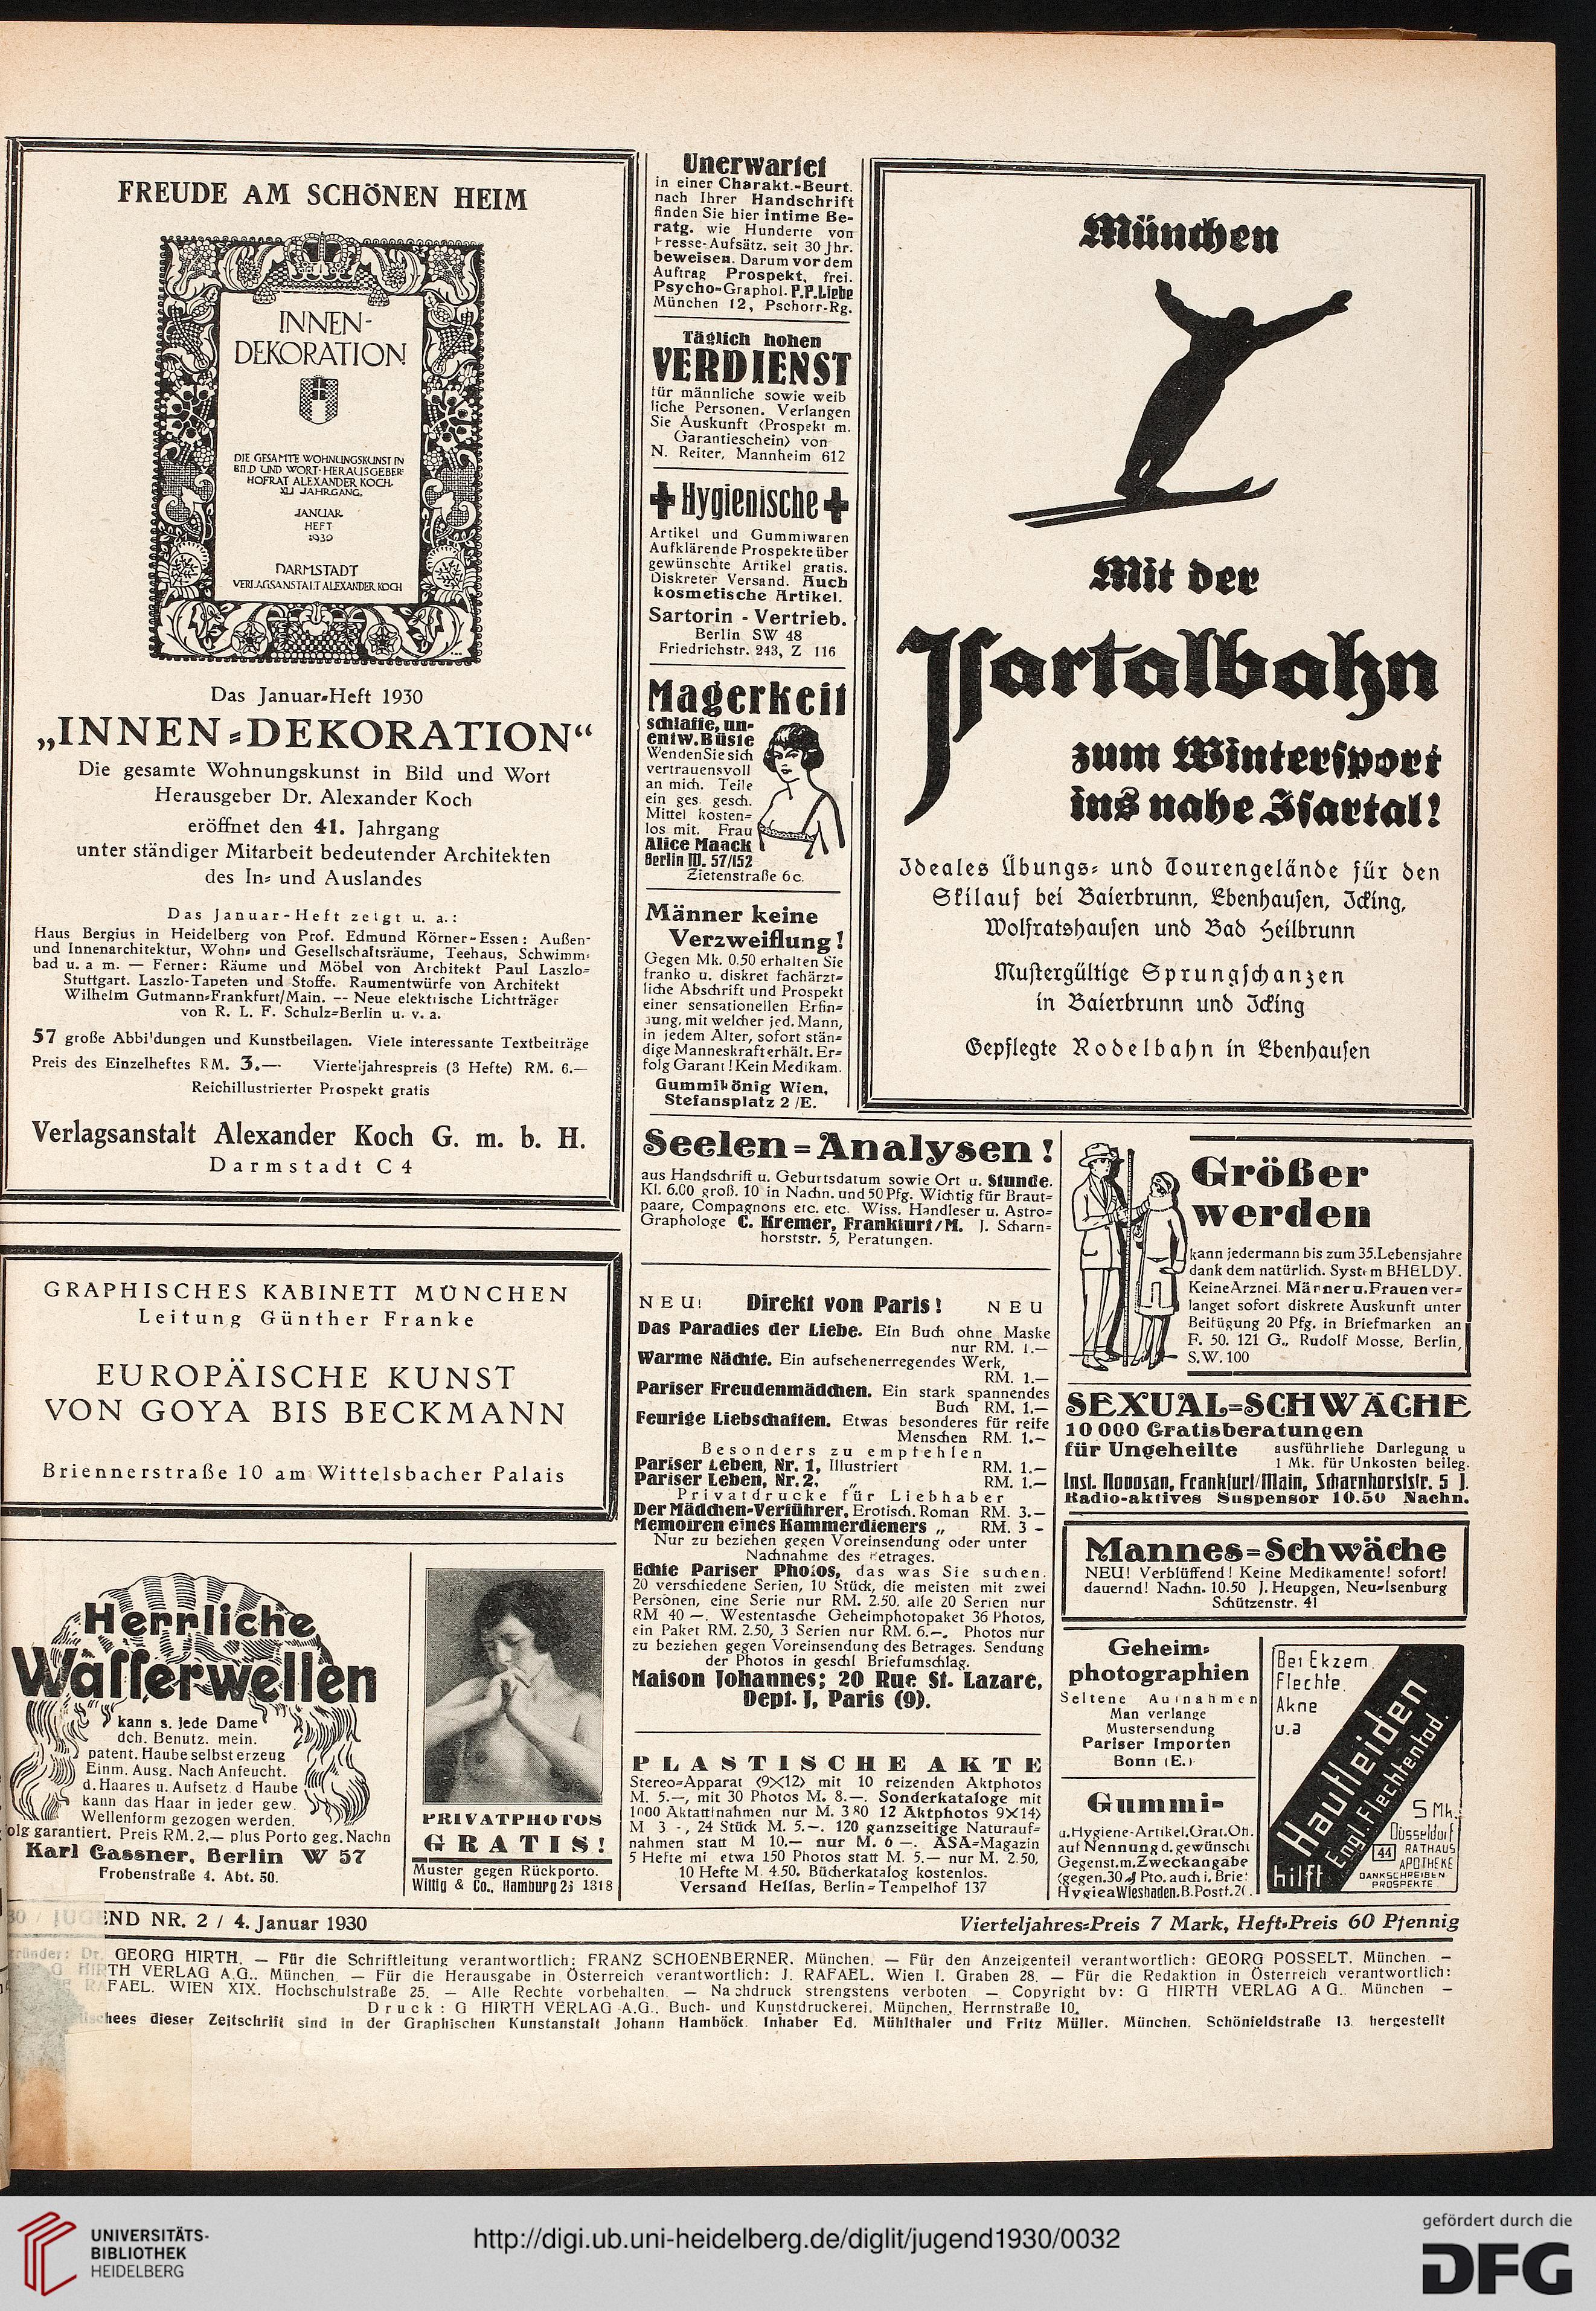 FREUDE AM SCHÖNEN HEIM
INNEN-
DEKORATION
DIE GESAMTE WOHNUNGSKUNST IN
BILD UND WORT· HERAUSGEBER:
HOFRAT ALEXANDER KOCH·
XLI JAHRGANG,
JANUAR
HEFT
1930
DARMSTADT
VERLAGSANSTALT ALEXANDER KOCH
Das Januar-Heft 1930
„INNEN-DEKORATION“
Die gesamte Wohnungskunst in Bild und Wort
Herausgeber Dr. Alexander Koch
eröffnet den 41. Jahrgang
unter ständiger Mitarbeit bedeutender Architekten
des In- und Auslandes
Das Januar-Heft zeigt u. a.:
Haus Bergius in Heidelberg von Prof. Edmund Körner-Essen: Außen-
und Innenarchitektur, Wohn- und Gesellschaftsräume, Teehaus, Schwimm-
bad u. a m. — Ferner: Räume und Möbel von Architekt Paul Laszlo-
Stuttgart. Laszlo-Tapeten und Stoffe. Raumentwürfe von Architekt
Wilhelm Gutmann-Frankfurt/Main. -- Neue elektrische Lichtträger
von R. L. F. Schulz-Berlin u. v. a.
57 große Abbildungen und Kunstbeilagen. Viele interessante Textbeiträge
Preis des Einzelheftes RM. 3.— Vierteljahrespreis (3 Hefte) RM. 6.—
Reichillustrierter Prospekt gratis
Verlagsanstalt Alexander Koch G. m. b. H.
Darmstadt C 4
GRAPHISCHES KABINETT MÜNCHEN
Leitung Günther Franke
EUROPÄISCHE KUNST
VON GOYA BIS BECKMANN
Briennerstraße 10 am Wittelsbacher Palais
Herrliche
Wasserwellen
kann s. jede Dame
dch. Benutz. mein.
patent. Haube selbst erzeug
Einm. Ausg. Nach Anfeucht.
d. Haares u. Aufsetz d Haube
kann das Haar in jeder gew.
Wellenform gezogen werden.
olg garantiert. Preis RM. 2.— plus Porto geg. Nachn
Karl Gassner, Berlin W 57
Frobenstraße 4. Abt. 50.
PRIVATPHOTOS
GRATIS!
Muster gegen Rückporto.
Wittig & Co., Hamburg 23 1318
Unerwartet
in einer Charakt.-Beurt.
nach Ihrer Handschrift
finden Sie hier intime Be-
ratg. wie Hunderte von
Presse-Aufsätz. seit 30 Jhr.
beweisen. Darum vor dem
Auftrag Prospekt, frei.
Psycho-Graphol. P.P.Liebe
München 12, Pschorr-Rg.
Täglich hohen
VERDIENST
für männliche sowie weib
liche Personen. Verlangen
Sie Auskunft (Prospekt m.
Garantieschein) von
N. Reiter, Mannheim 612
✚ Hygienische ✚
Artikel und Gummiwaren
Aufklärende Prospekte über
gewünschte Artikel gratis.
Diskreter Versand. Auch
kosmetische Artikel.
Sartorin - Vertrieb.
Berlin SW 48
Friedrichstr. 243, Z 116
Magerkeit
schlaffe, un-
entw. Büste
Wenden Sie sich
vertrauensvoll
an mich. Teile
ein ges. gesch.
Mittel kosten-
los mit. Frau
Alice Maack
Berlin W. 57/152
Zietenstraße 6 c.
Männer keine
Verzweiflung!
Gegen Mk. 0.50 erhalten Sie
franko u. diskret fachärzt-
liche Abschrift und Prospekt
einer sensationellen Erfin-
dung, mit welcher jed. Mann,
in jedem Alter, sofort stän-
dige Manneskraft erhält. Er-
folg Garant! Kein Medikam.
Gummikönig Wien,
Stefansplatz 2 /E.
München
Mit der
Isartalbahn
zum Wintersport
ins nahe Isartal!
Ideales Übungs- und Tourengelände für den
Skilauf bei Baierbrunn, Ebenhausen, Icking,
Wolfratshausen und Bad Heilbrunn
Mustergültige Sprungschanzen
in Baierbrunn und Icking
Gepflegte Rodelbahn in Ebenhausen
Seelen-Analysen!
aus Handschrift u. Geburtsdatum sowie Ort u. Stunde.
Kl. 6.00 groß. 10 in Nachn. und 50 Pfg. Wichtig für Braut-
paare, Compagnons etc. etc. Wiss. Handleser u. Astro-
Graphologe C. Kremer, Frankfurt/M. J. Scharn-
horststr. 5, Peratungen.
NEU! Direkt von Paris! NEU
Das Paradies der Liebe. Ein Buch ohne Maske
nur RM. 1.—
Warme Nächte. Ein aufsehenerregendes Werk,
RM. 1.—
Pariser Freudenmädchen. Ein stark spannendes
Buch RM. 1.—
Feurige Liebschaften. Etwas besonderes für reife
Menschen RM. 1.—
Besonders zu empfehlen
Pariser Leben, Nr. 1, Illustriert RM. 1.—
Pariser Leben, Nr. 2, „ RM. 1.—
Privatdrucke für Liebhaber
Der Mädchen-Verführer, Erotisch. Roman RM. 3.—
Memoiren eines Kammerdieners „ RM. 3 -
Nur zu beziehen gegen Voreinsendung oder unter
Nachnahme des Betrages.
Echte Pariser Photos, das was Sie suchen.
20 verschiedene Serien, 10 Stück, die meisten mit zwei
Personen, eine Serie nur RM. 2.50. alle 20 Serien nur
RM 40 —. Westentasche Geheimphotopaket 36 Photos,
ein Paket RM. 2.50, 3 Serien nur RM. 6.—. Photos nur
zu beziehen gegen Voreinsendung des Betrages. Sendung
der Photos in geschl Briefumschlag.
Maison Johannes; 20 Rue St. Lazare,
Dept. J, Paris (9).
PLASTISCHE AKTE
Stereo-Apparat (9×12) mit 10 reizenden Aktphotos
M. 5.—, mit 30 Photos M. 8.—. Sonderkataloge mit
1000 Aktaufnahmen nur M. 3 80 12 Aktphotos 9×14)
M 3 -, 24 Stück M. 5.—. 120 ganzseitige Naturauf-
nahmen statt M 10.— nur M. 6 —. ASA-Magazin
5 Hefte mi etwa 150 Photos statt M. 5.— nur M. 2.50,
10 Hefte M. 4.50. Bücherkatalog kostenlos.
Versand Hellas, Berlin-Tempelhof 137
Größer
werden
kann jedermann bis zum 35. Lebensjahre
dank dem natürlich. System BHELDY.
Keine Arznei. Männer u. Frauen ver-
langet sofort diskrete Auskunft unter
Beifügung 20 Pfg. in Briefmarken an
F. 50. 121 G., Rudolf Mosse, Berlin,
S.W. 100
SEXUAL-SCHWÄCHE
10 000 Gratisberatungen
für Ungeheilte ausführliche Darlegung u
1 Mk. für Unkosten beileg.
Inst. Novosan, Frankfurt/Main, Scharnhorststr. 5 J.
Radio-aktives Suspensor 10.50 Nachn.
Mannes-Schwäche
NEU! Verblüffend! Keine Medikamente! sofort!
dauernd! Nachn. 10.50 J. Heupgen, Neu-Isenburg
Schützenstr. 41
Geheim-
photographien
Seltene Aufnahmen
Man verlange
Mustersendung
Pariser Importen
Bonn (E.)
Gummi-
u. Hygiene-Artikel. Grat. Off.
auf Nennung d. gewünscht
Gegenst. m. Zweckangabe
(gegen. 30 ₰ Pto. auch i. Brief
Hygiea Wiesbaden. B. Postf. 2
Bei Ekzem
Flechte,
Akne
u.a
Hautleiden
hilft Engl. Flechtentod.
5 Mk.
Düsseldorf
44 RATHAUS
APOTHEKE
DANKSCHREIBEN
PROSPEKTE
30 / JUGEND NR. 2 / 4. Januar 1930
Vierteljahres-Preis 7 Mark, Heft-Preis 60 Pfennig
gründer: Dr. GEORG HIRTH. — Für die Schriftleitung verantwortlich: FRANZ SCHOENBERNER, München. — Für den Anzeigenteil verantwortlich: GEORG POSSELT, München. —
G HIRTH VERLAG A.G., München. — Für die Herausgabe in Österreich verantwortlich: J. RAFAEL. Wien I. Graben 28. — Für die Redaktion in Österreich verantwortlich:
RAFAEL. WIEN XIX. Hochschulstraße 25. — Alle Rechte vorbehalten. — Nachdruck strengstens verboten — Copyright by: G HIRTH VERLAG A G., München —
Druck: G HIRTH VERLAG A.G., Buch- und Kunstdruckerei, München, Herrnstraße 10.
chees dieser Zeitschrift sind in der Graphischen Kunstanstalt Johann Hamböck. Inhaber Ed. Mühlthaler und Fritz Müller. München. Schönfeldstraße 13. hergestellt
UNIVERSITÄTS-
BIBLIOTHEK
HEIDELBERG
http://digi.ub.uni-heidelberg.de/diglit/jugend1930/0032
gefördert durch die
DFG